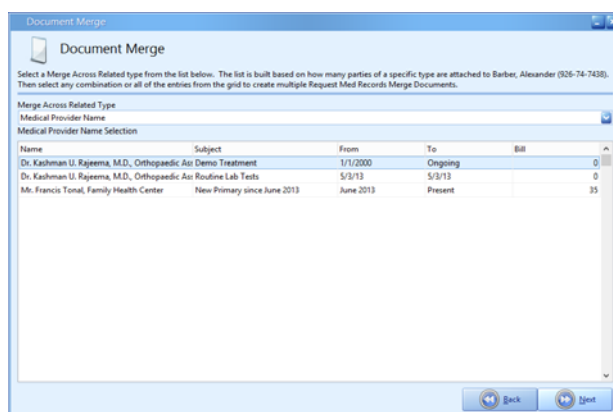 Document Merge
Document Merge
Select a Merge Across Related type from the list below. The list is built based on how many parties of a specific type are attached to Barber, Alexander (926-74-7438).
Then select any combination or all of the entries from the grid to create multiple Request Med Records Merge Documents.
Merge Across Related Type
Medical Provider Name
Medical Provider Name Selection
Name Subject From To Bill
Dr. Kashman U. Rajeema, M.D., Orthopaedic As: Demo Treatment 1/1/2000 Ongoing 0
Dr. Kashman U. Rajeema, M.D., Orthopaedic As: Routine Lab Tests 5/3/13 5/3/13 0
Mr. Francis Tonal, Family Health Center New Primary since June 2013 June 2013 Present 35
Back Next